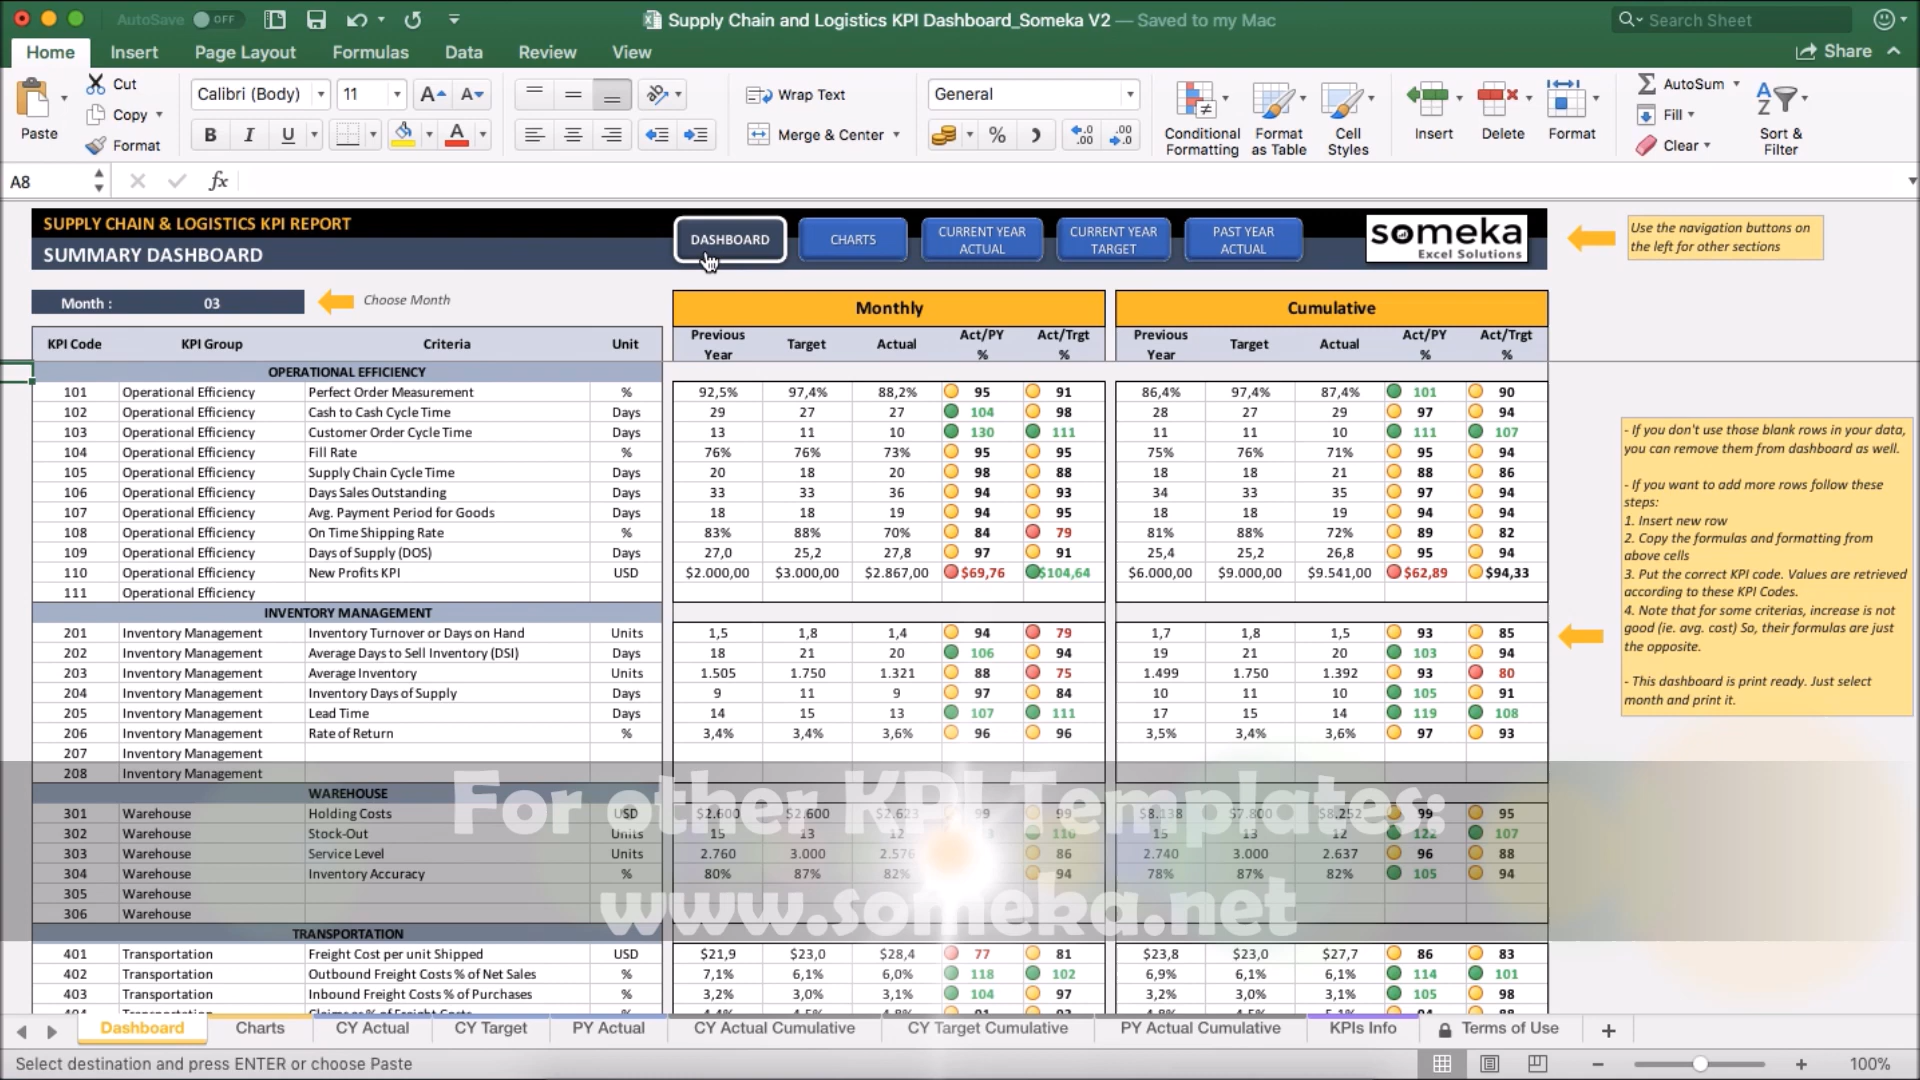 AutoSave OFF
Supply Chain and Logistics KPI Dashboard_Someka V2 — Saved to my Mac
Search Sheet
Home Insert Page Layout Formulas Data Review View
Share
Paste
Cut
Copy
Format
Calibri (Body) 11
Wrap Text
Merge & Center
General
Conditional Formatting
Format as Table
Cell Styles
Insert
Delete
Format
AutoSum
Fill
Clear
Sort & Filter
A8 fx
SUPPLY CHAIN & LOGISTICS KPI REPORT
SUMMARY DASHBOARD
DASHBOARD
CHARTS
CURRENT YEAR ACTUAL
CURRENT YEAR TARGET
PAST YEAR ACTUAL
someka
Excel Solutions
Use the navigation buttons on
the left for other sections
Month : 03
Choose Month
Monthly
Cumulative
KPI Code KPI Group Criteria Unit Previous Year Target Actual Act/PY % Act/Trgt % Previous Year Target Actual Act/PY % Act/Trgt %
OPERATIONAL EFFICIENCY
101 Operational Efficiency Perfect Order Measurement % 92,5% 97,4% 88,2% 95 91 86,4% 97,4% 87,4% 101 90
102 Operational Efficiency Cash to Cash Cycle Time Days 29 27 27 104 98 28 27 29 97 94
103 Operational Efficiency Customer Order Cycle Time Days 13 11 10 130 111 11 11 10 111 107
104 Operational Efficiency Fill Rate % 76% 76% 73% 95 95 75% 76% 71% 95 94
105 Operational Efficiency Supply Chain Cycle Time Days 20 18 20 98 88 18 18 21 88 86
106 Operational Efficiency Days Sales Outstanding Days 33 33 36 94 93 34 33 35 97 94
107 Operational Efficiency Avg. Payment Period for Goods Days 18 18 19 94 95 18 18 19 94 94
108 Operational Efficiency On Time Shipping Rate % 83% 88% 70% 84 79 81% 88% 72% 89 82
109 Operational Efficiency Days of Supply (DOS) Days 27,0 25,2 27,8 97 91 25,4 25,2 26,8 95 94
110 Operational Efficiency New Profits KPI USD $2.000,00 $3.000,00 $2.867,00 $69,76 $104,64 $6.000,00 $9.000,00 $9.541,00 $62,89 $94,33
111 Operational Efficiency
INVENTORY MANAGEMENT
201 Inventory Management Inventory Turnover or Days on Hand Units 1,5 1,8 1,4 94 79 1,7 1,8 1,5 93 85
202 Inventory Management Average Days to Sell Inventory (DSI) Days 18 21 20 106 94 19 21 20 103 94
203 Inventory Management Average Inventory Units 1.505 1.750 1.321 88 75 1.499 1.750 1.392 93 80
204 Inventory Management Inventory Days of Supply Days 9 11 9 97 84 10 11 10 105 91
205 Inventory Management Lead Time Days 14 15 13 107 111 17 15 14 119 108
206 Inventory Management Rate of Return % 3,4% 3,4% 3,6% 96 96 3,5% 3,4% 3,6% 97 93
207 Inventory Management
208 Inventory Management
WAREHOUSE
301 Warehouse Holding Costs USD $2.600 $2.600 $2.623 99 99 $8.138 $7.800 $8.252 99 95
302 Warehouse Stock-Out Units 15 13 12 15 13 12 122 107
303 Warehouse Service Level Units 2.760 3.000 2.576 86 2.740 3.000 2.637 96 88
304 Warehouse Inventory Accuracy % 80% 87% 82% 94 78% 87% 82% 105 94
305 Warehouse
306 Warehouse
For other KPI Templates:
www.someka.net
TRANSPORTATION
401 Transportation Freight Cost per unit Shipped USD $21,9 $23,0 $28,4 77 81 $23,8 $23,0 $27,7 86 83
402 Transportation Outbound Freight Costs % of Net Sales % 7,1% 6,1% 6,0% 118 102 6,9% 6,1% 6,1% 114 101
403 Transportation Inbound Freight Costs % of Purchases % 3,2% 3,0% 3,1% 104 97 3,2% 3,0% 3,1% 105 98
- If you don't use those blank rows in your data,
you can remove them from dashboard as well.
- If you want to add more rows follow these
steps:
1. Insert new row
2. Copy the formulas and formatting from
above cells
3. Put the correct KPI code. Values are retrieved
according to these KPI Codes.
4. Note that for some criterias, increase is not
good (ie. avg. cost) So, their formulas are just
the opposite.
- This dashboard is print ready. Just select
month and print it.
Dashboard Charts CY Actual CY Target PY Actual CY Actual Cumulative CY Target Cumulative PY Actual Cumulative KPIs Info Terms of Use
Select destination and press ENTER or choose Paste
100%